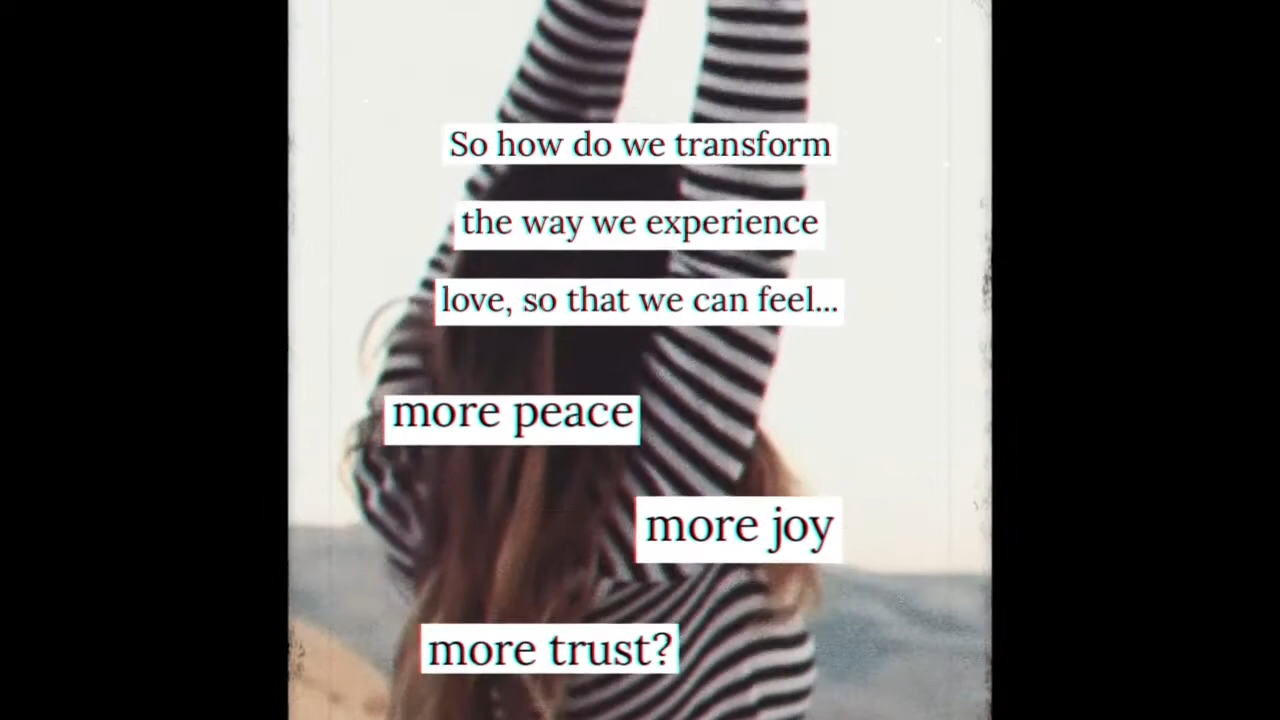 So how do we transform
the way we experience
love, so that we can feel...
more peace
more joy
more trust?